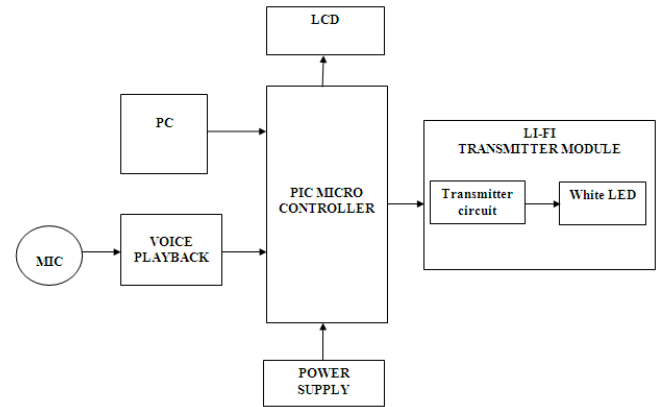 LCD
PC
LI-FI
TRANSMITTER MODULE
PIC MICRO
CONTROLLER
Transmitter
circuit
White LED
VOICE
PLAYBACK
MIC
POWER
SUPPLY